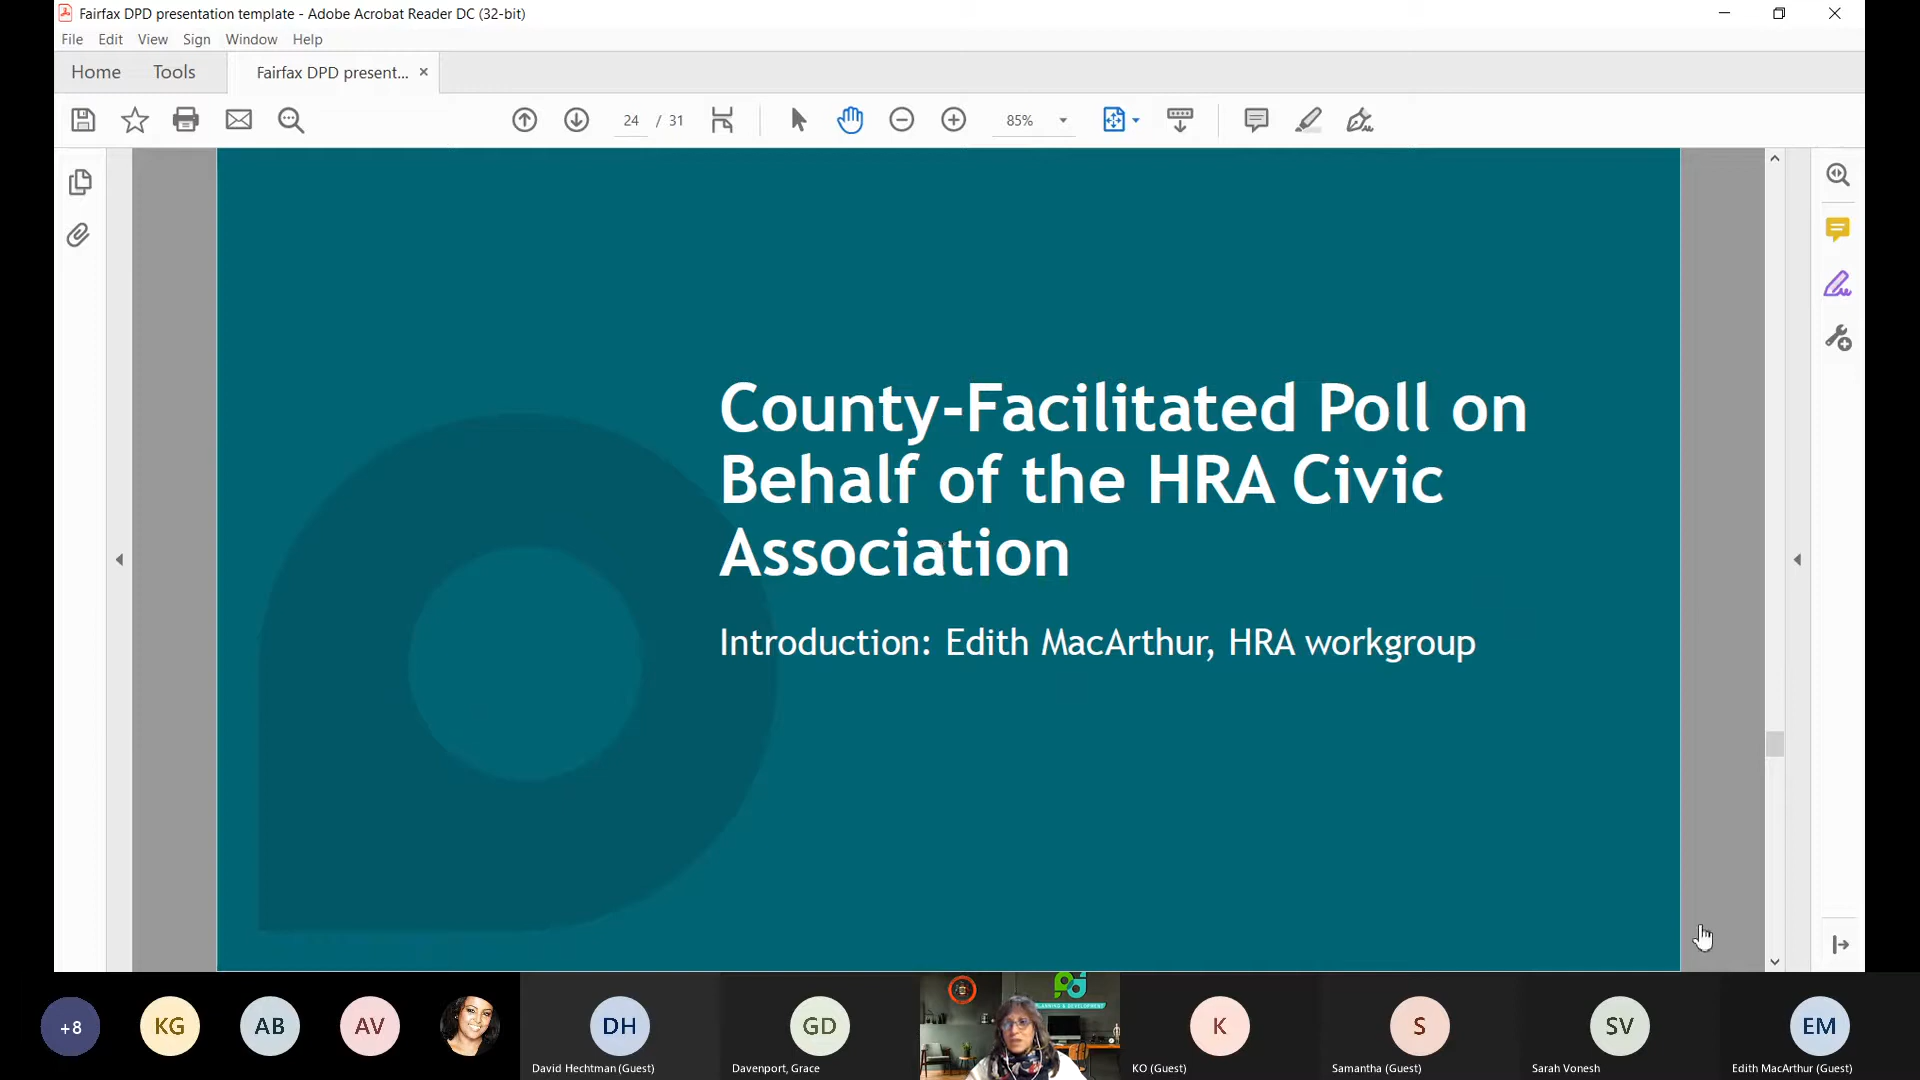 Fairfax DPD presentation template - Adobe Acrobat Reader DC (32-bit)
File Edit View Sign Window Help
Home Tools Fairfax DPD present... ×
24 / 31 85%
County-Facilitated Poll on
Behalf of the HRA Civic
Association
Introduction: Edith MacArthur, HRA workgroup
+8 KG AB AV DH GD K S SV EM
PLANNING & DEVELOPMENT
David Hechtman (Guest) Davenport, Grace KO (Guest) Samantha (Guest) Sarah Vonesh Edith MacArthur (Guest)